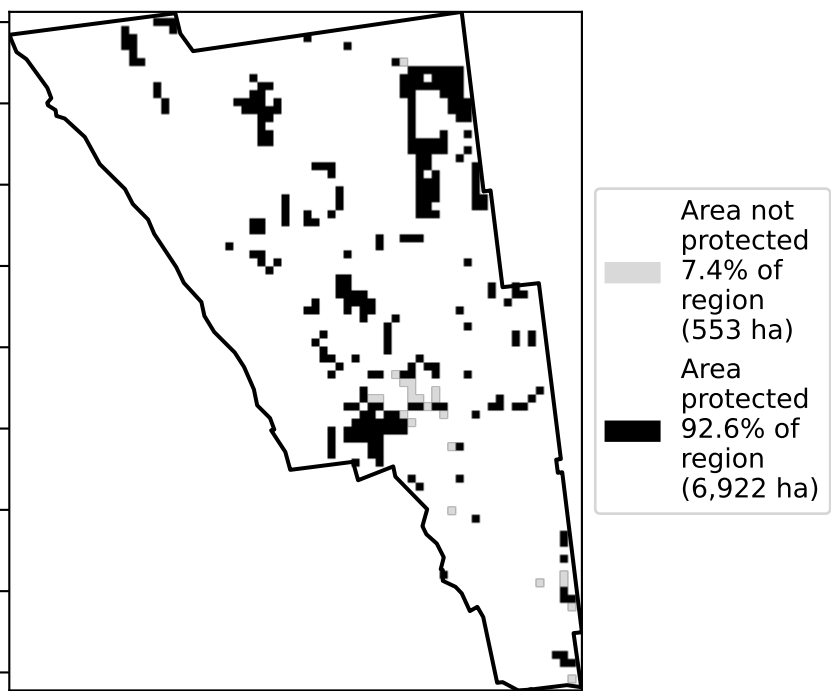 Area not
protected
7.4% of
region
(553 ha)
Area
protected
92.6% of
region
(6,922 ha)